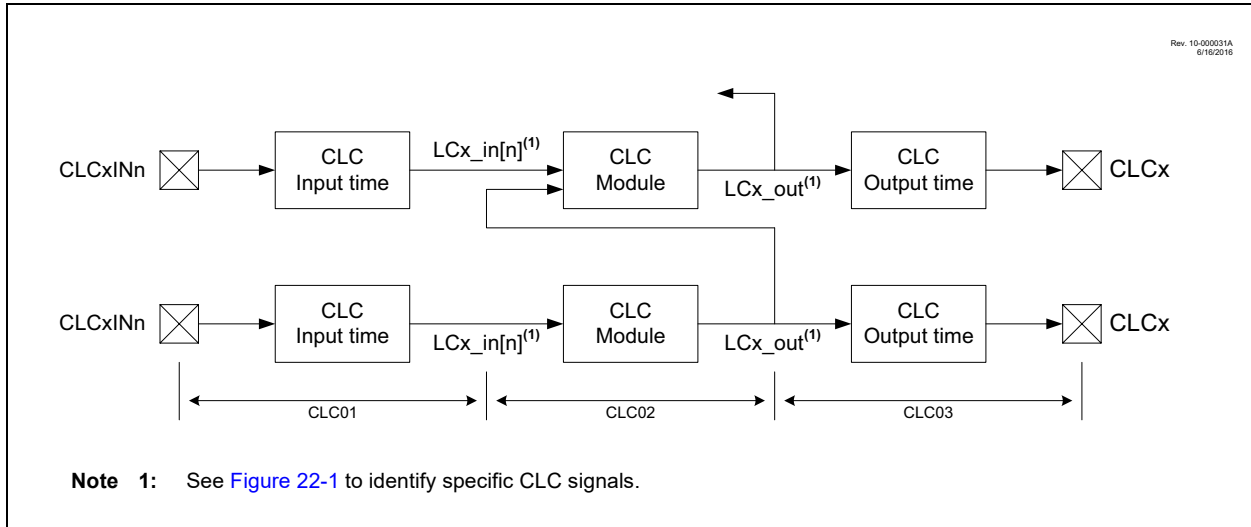 Rev. 10-000031A
6/16/2016
CLCxINn
CLC
Input time
LCx_in[n](1)
CLC
Module
LCx_out(1)
CLC
Output time
CLCx
CLCxINn
CLC
Input time
LCx_in[n](1)
CLC
Module
LCx_out(1)
CLC
Output time
CLCx
CLC01
CLC02
CLC03
Note 1: See Figure 22-1 to identify specific CLC signals.